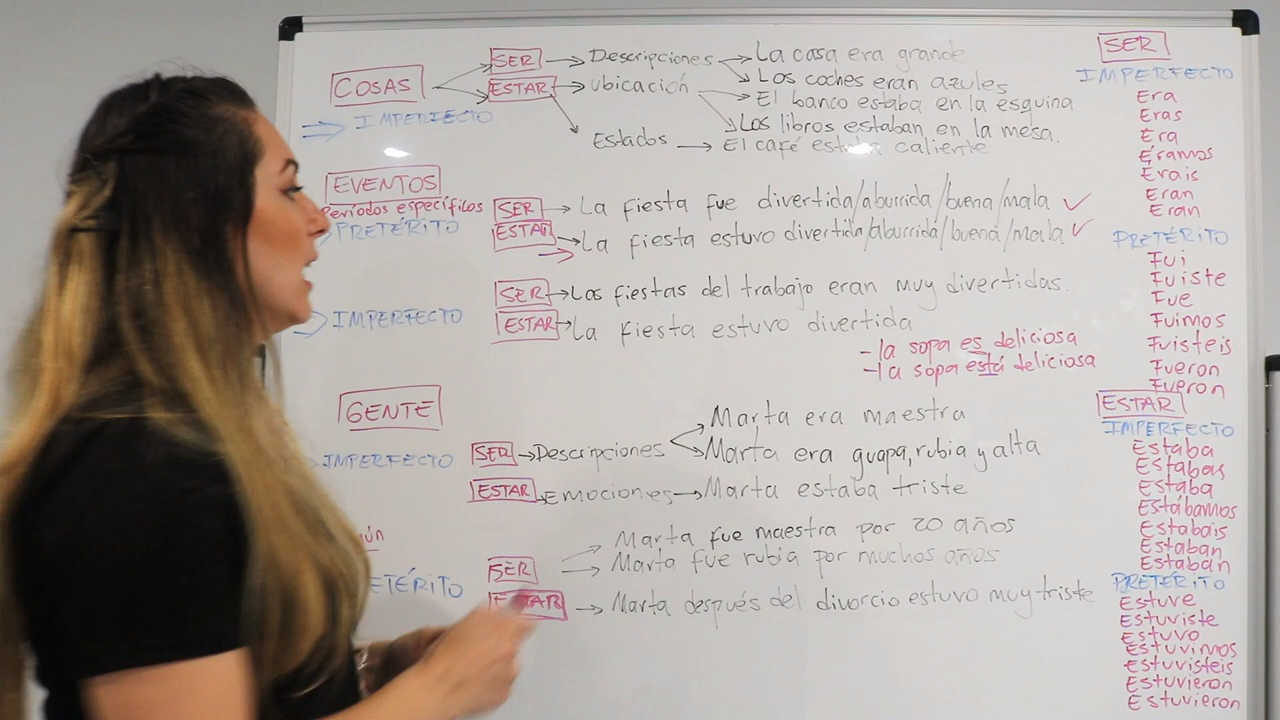 COSAS
IMPERFECTO
SER → Descripciones → La casa era grande
→ Los coches eran azules
ESTAR → ubicación → El banco estaba en la esquina
→ Los libros estaban en la mesa.
Estados → El café caliente
EVENTOS
Períodos específicos
PRETÉRITO
SER → La fiesta fue divertida/aburrida/buena/mala ✓
ESTAR → La fiesta estuvo divertida/aburrida/buena/mala ✓
IMPERFECTO
SER → Las fiestas del trabajo eran muy divertidas.
ESTAR → La fiesta estuvo divertida
- la sopa es deliciosa
- la sopa está deliciosa
GENTE
IMPERFECTO
SER → Descripciones → Marta era maestra
→ Marta era guapa, rubia y alta
ESTAR → Emociones → Marta estaba triste
SER → Marta fue maestra por 20 años
→ Marta fue rubia por muchos años
ESTAR → Marta después del divorcio estuvo muy triste
SER
IMPERFECTO
Era
Eras
Era
Éramos
Erais
Eran
Eran
PRETÉRITO
Fui
Fuiste
Fue
Fuimos
Fuisteis
Fueron
Fueron
ESTAR
IMPERFECTO
Estaba
Estabas
Estaba
Estábamos
Estabais
Estaban
Estaban
PRETÉRITO
Estuve
Estuviste
Estuvo
Estuvimos
Estuvisteis
Estuvieron
Estuvieron